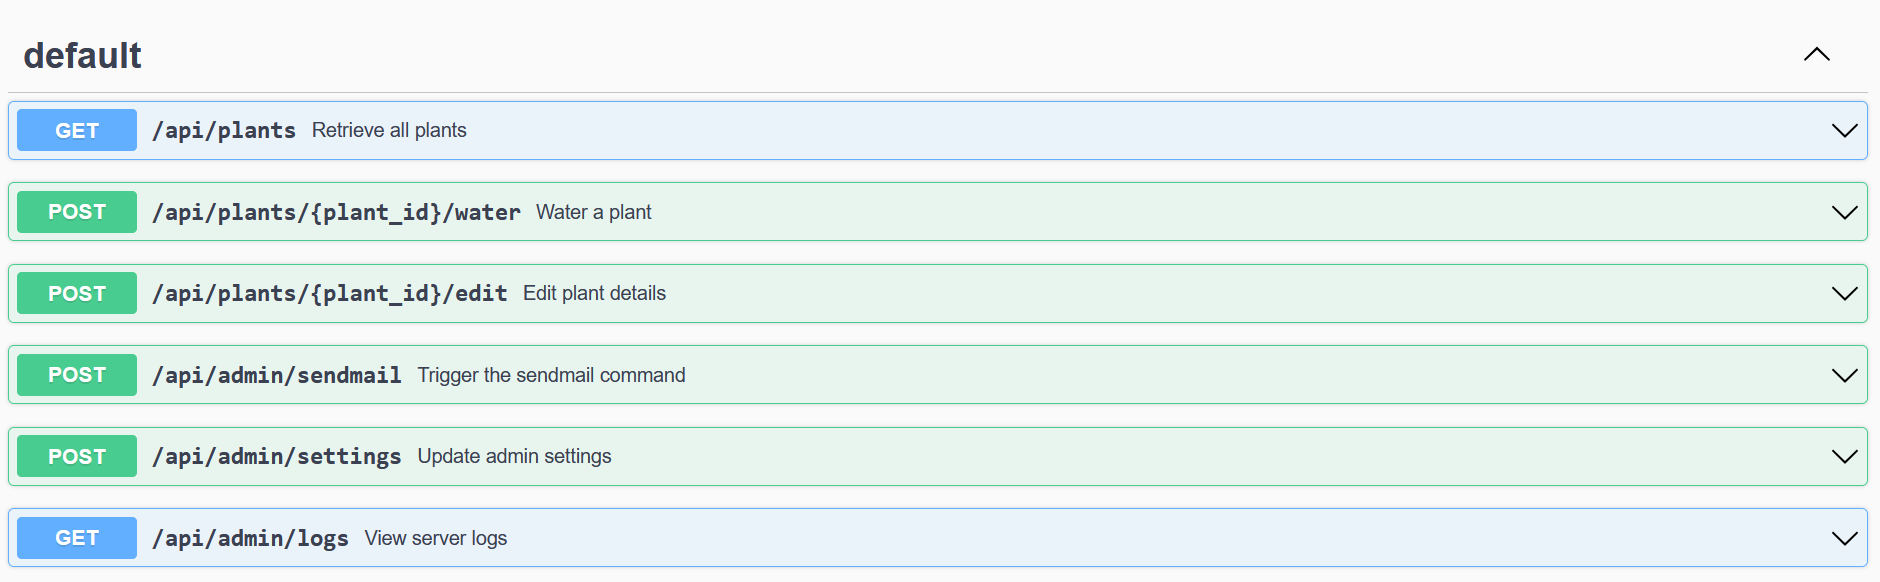 default
GET /api/plants Retrieve all plants
POST /api/plants/{plant_id}/water Water a plant
POST /api/plants/{plant_id}/edit Edit plant details
POST /api/admin/sendmail Trigger the sendmail command
POST /api/admin/settings Update admin settings
GET /api/admin/logs View server logs